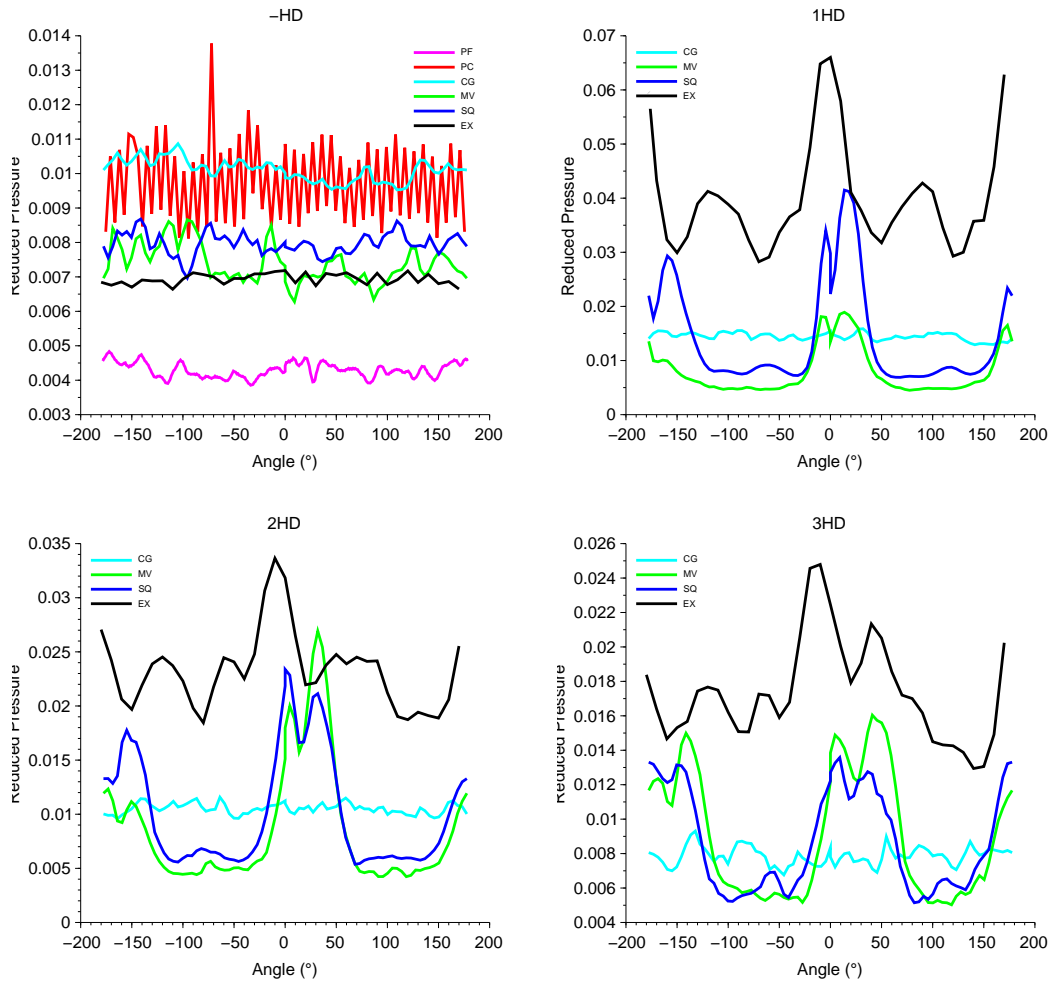 −HD
0.014
0.013
0.012
0.011
0.01
0.009
0.008
0.007
0.006
0.005
0.004
0.003
Reduced Pressure
PF
PC
CG
MV
SQ
EX
−200 −150 −100 −50 0 50 100 150 200
Angle (°)
1HD
0.07
0.06
0.05
0.04
0.03
0.02
0.01
0
Reduced Pressure
CG
MV
SQ
EX
−200 −150 −100 −50 0 50 100 150 200
Angle (°)
2HD
0.035
0.03
0.025
0.02
0.015
0.01
0.005
0
Reduced Pressure
CG
MV
SQ
EX
−200 −150 −100 −50 0 50 100 150 200
Angle (°)
3HD
0.026
0.024
0.022
0.02
0.018
0.016
0.014
0.012
0.01
0.008
0.006
0.004
Reduced Pressure
CG
MV
SQ
EX
−200 −150 −100 −50 0 50 100 150 200
Angle (°)